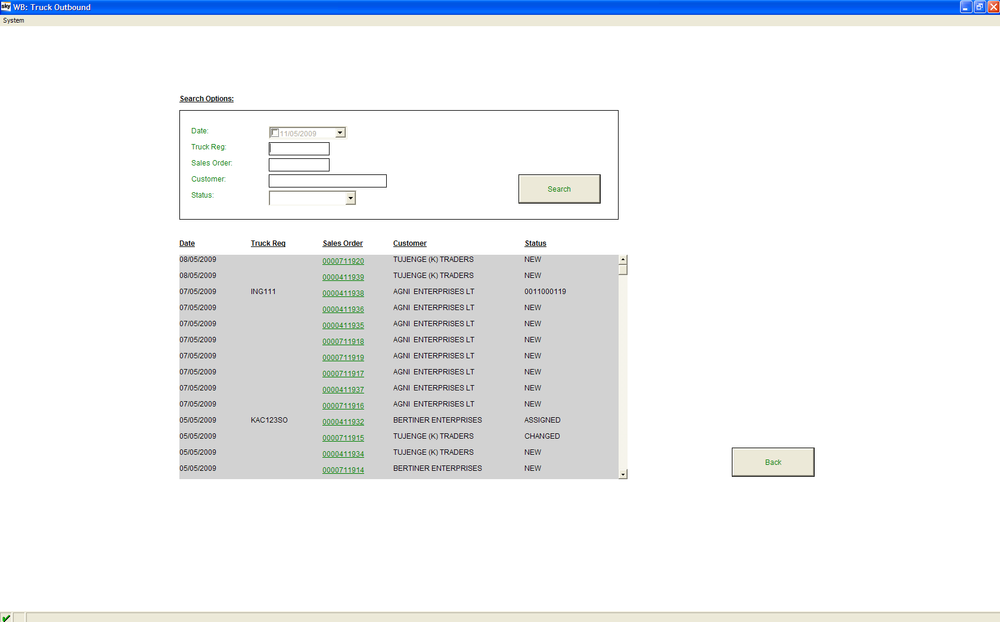 sky WB: Truck Outbound
System
Search Options:
Date: 11/05/2009
Truck Reg:
Sales Order:
Customer:
Status:
Search
Date Truck Reg Sales Order Customer Status
08/05/2009 0000711920 TUJENGE (K) TRADERS NEW
08/05/2009 0000411939 TUJENGE (K) TRADERS NEW
07/05/2009 ING111 0000411938 AGNI  ENTERPRISES LT 0011000119
07/05/2009 0000411936 AGNI  ENTERPRISES LT NEW
07/05/2009 0000411935 AGNI  ENTERPRISES LT NEW
07/05/2009 0000711918 AGNI  ENTERPRISES LT NEW
07/05/2009 0000711919 AGNI  ENTERPRISES LT NEW
07/05/2009 0000711917 AGNI  ENTERPRISES LT NEW
07/05/2009 0000411937 AGNI  ENTERPRISES LT NEW
07/05/2009 0000711916 AGNI  ENTERPRISES LT NEW
05/05/2009 KAC123SO 0000411932 BERTINER ENTERPRISES ASSIGNED
05/05/2009 0000711915 TUJENGE (K) TRADERS CHANGED
05/05/2009 0000411934 TUJENGE (K) TRADERS NEW
05/05/2009 0000711914 BERTINER ENTERPRISES NEW
Back